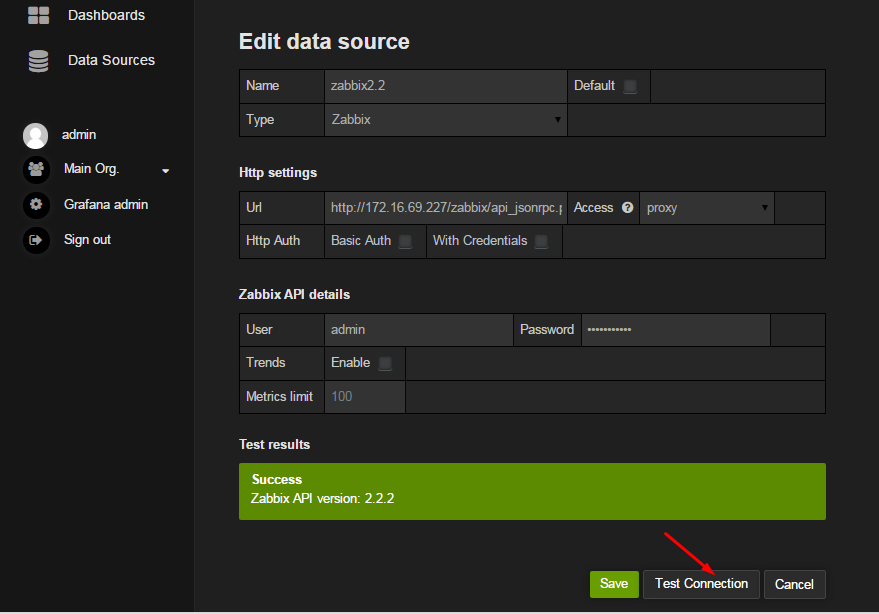 Dashboards
Data Sources
admin
Main Org.
Grafana admin
Sign out
Edit data source
Name zabbix2.2 Default
Type Zabbix
Http settings
Url http://172.16.69.227/zabbix/api_jsonrpc.p Access ? proxy
Http Auth Basic Auth With Credentials
Zabbix API details
User admin Password •••••••••••
Trends Enable
Metrics limit 100
Test results
Success
Zabbix API version: 2.2.2
Save Test Connection Cancel